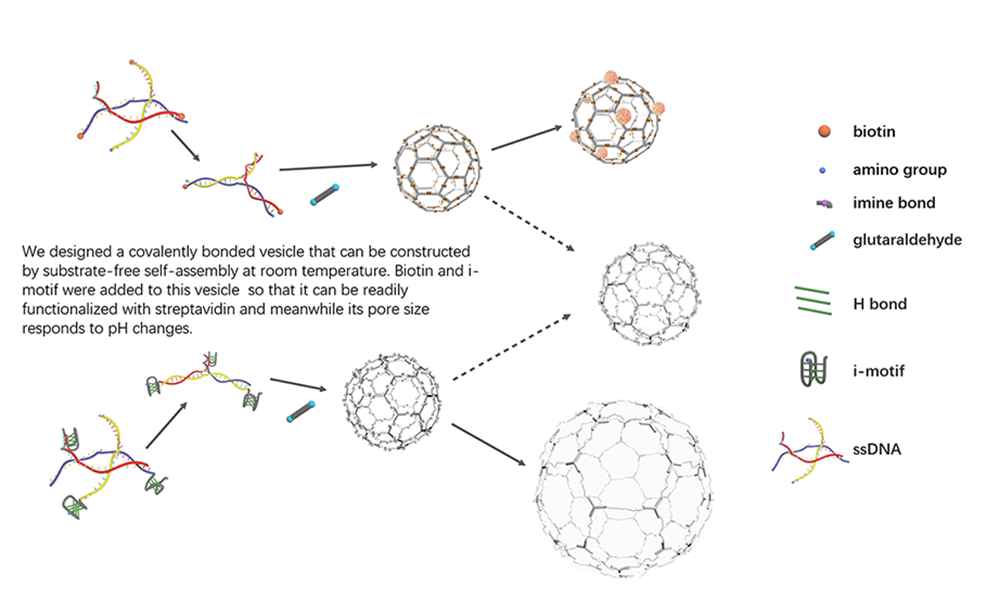 biotin
amino group
imine bond
glutaraldehyde
We designed a covalently bonded vesicle that can be constructed
by substrate-free self-assembly at room temperature. Biotin and i-
motif were added to this vesicle so that it can be readily
functionalized with streptavidin and meanwhile its pore size
responds to pH changes.
H bond
i-motif
ssDNA